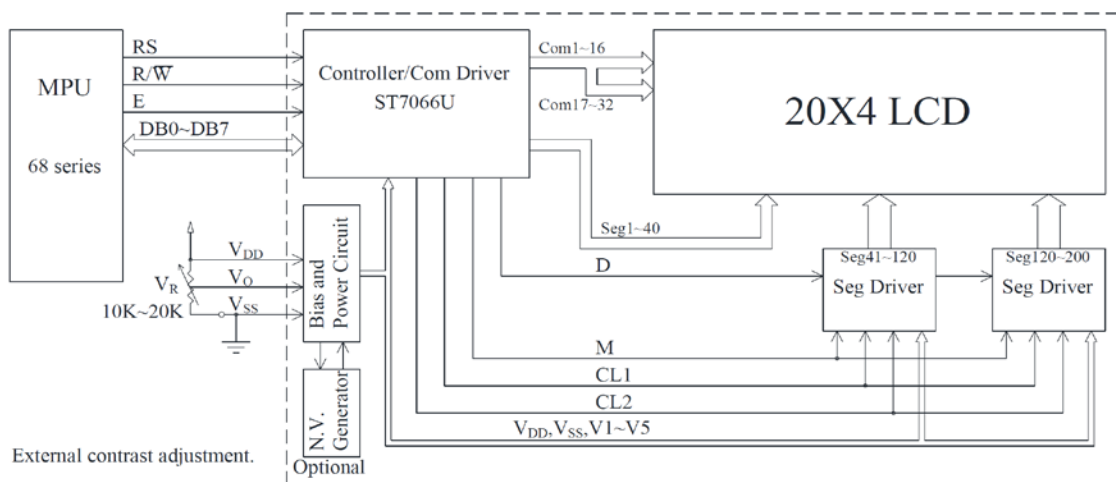 MPU
68 series
RS
R/W̅
E
DB0~DB7
Controller/Com Driver
ST7066U
Com1~16
Com17~32
20X4 LCD
Seg1~40
D
Seg41~120
Seg Driver
Seg120~200
Seg Driver
VDD
VR
VO
10K~20K
VSS
Bias and
Power Circuit
M
CL1
CL2
N.V.
Generator
VDD,VSS,V1~V5
Optional
External contrast adjustment.